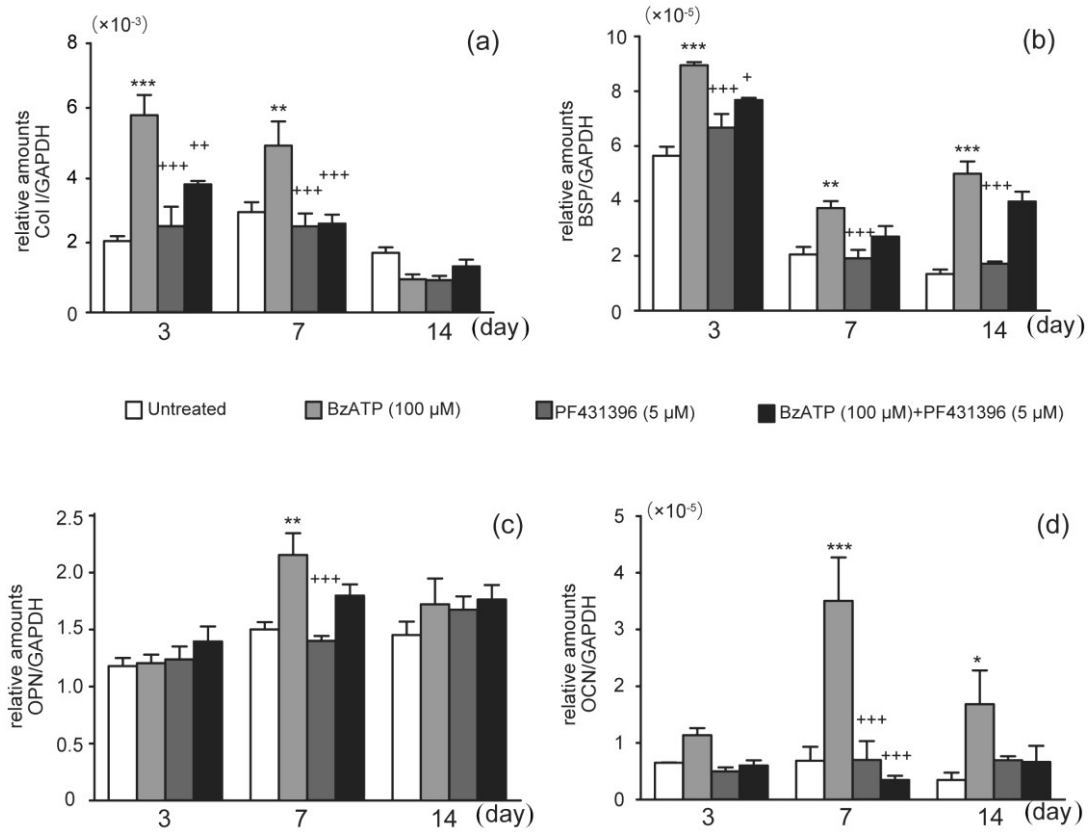 (×10-3)
(a)
8
6
4
2
0
relative amounts
Col I/GAPDH
***
+++
++
**
+++
+++
3
7
14
(day)
(×10-5)
(b)
10
8
6
4
2
0
relative amounts
BSP/GAPDH
***
+++
+
**
+++
***
+++
3
7
14
(day)
Untreated
BzATP (100 µM)
PF431396 (5 µM)
BzATP (100 µM)+PF431396 (5 µM)
(c)
2.5
2.0
1.5
1.0
0.5
0
relative amounts
OPN/GAPDH
**
+++
3
7
14
(day)
(×10-5)
(d)
5
4
3
2
1
0
relative amounts
OCN/GAPDH
***
+++
+++
*
3
7
14
(day)